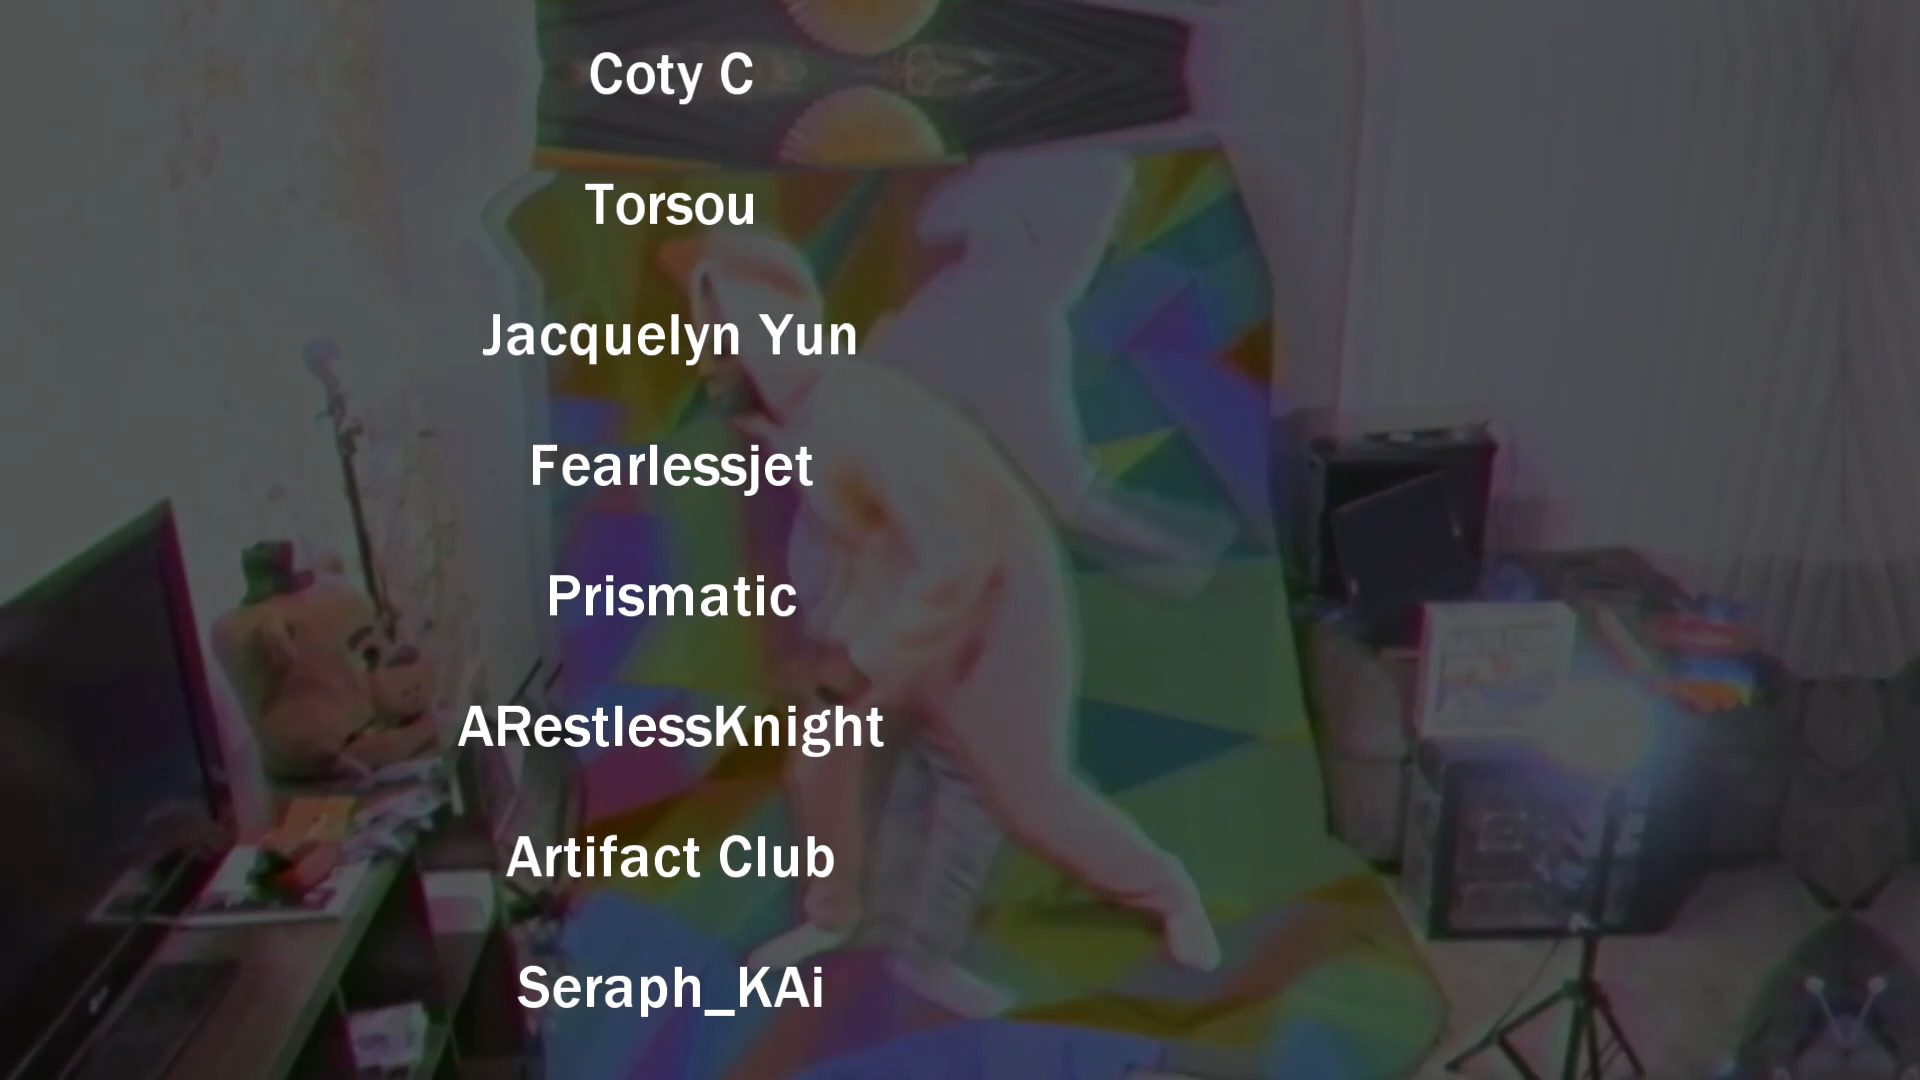 Coty C
Torsou
Jacquelyn Yun
Fearlessjet
Prismatic
ARestlessKnight
Artifact Club
Seraph_KAi